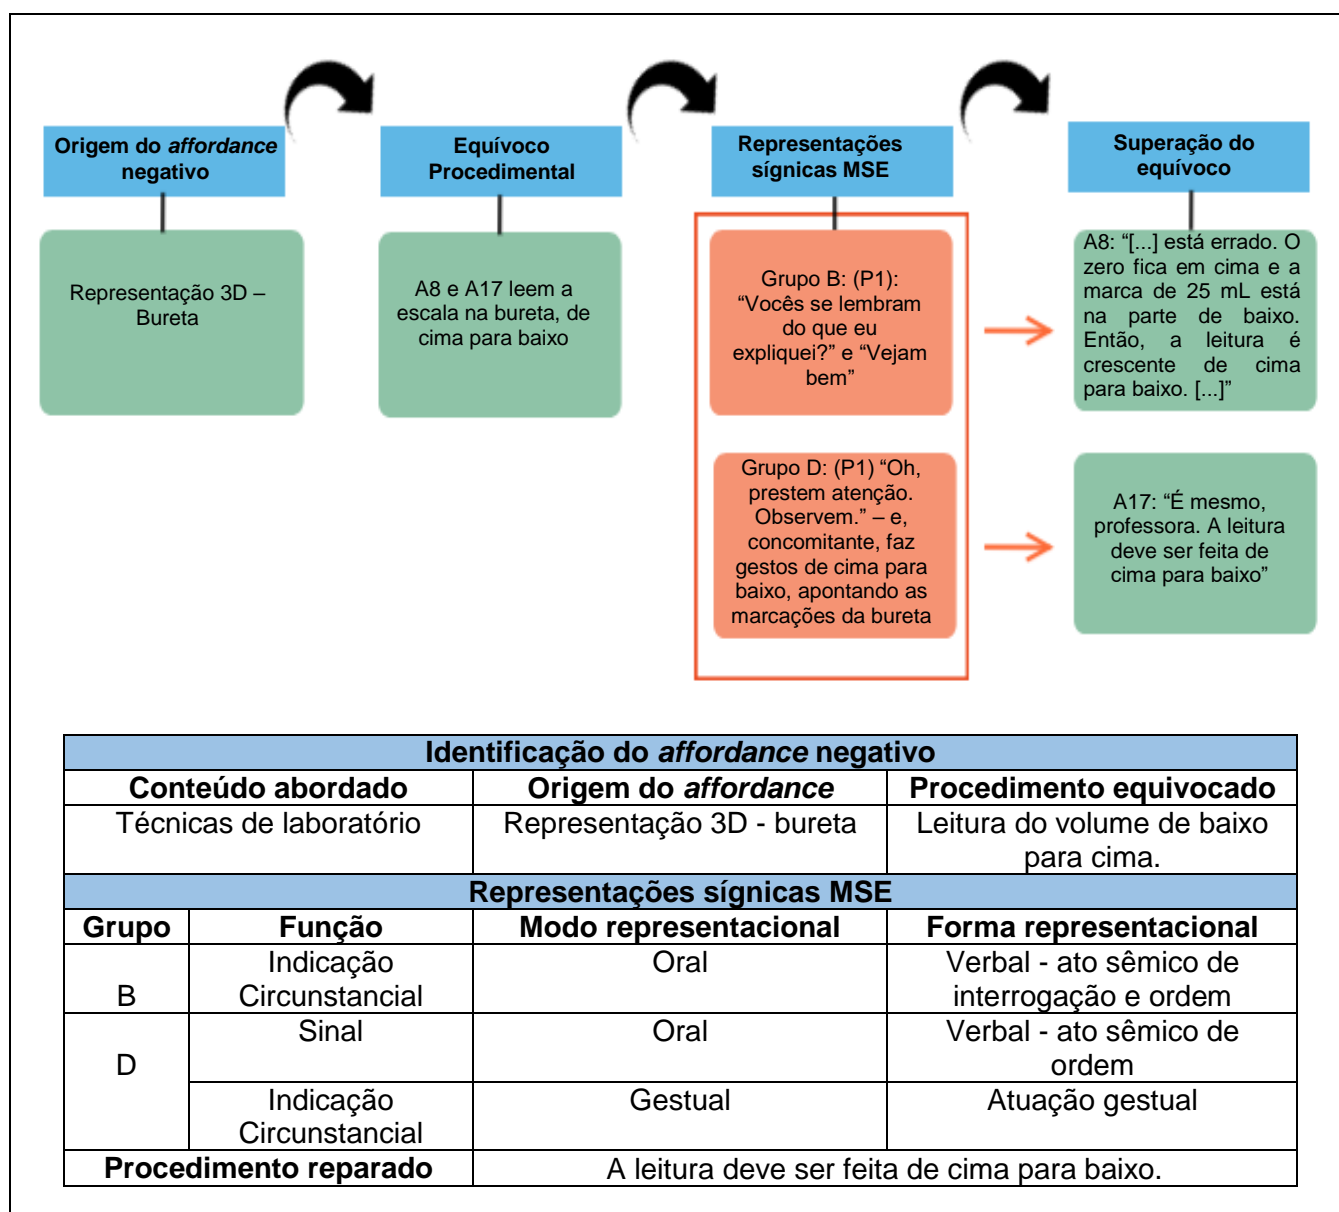 Origem do affordance
negativo
Equívoco
Procedimental
Representações
sígnicas MSE
Superação do
equívoco
Representação 3D –
Bureta
A8 e A17 leem a
escala na bureta, de
cima para baixo
Grupo B: (P1):
“Vocês se lembram
do que eu
expliquei?” e “Vejam
bem”
A8: “[...] está errado. O
zero fica em cima e a
marca de 25 mL está
na parte de baixo.
Então, a leitura é
crescente de cima
para baixo. [...]”
Grupo D: (P1) “Oh,
prestem atenção.
Observem.” – e,
concomitante, faz
gestos de cima para
baixo, apontando as
marcações da bureta
A17: “É mesmo,
professora. A leitura
deve ser feita de
cima para baixo”
Identificação do affordance negativo
Conteúdo abordado Origem do affordance Procedimento equivocado
Técnicas de laboratório Representação 3D - bureta Leitura do volume de baixo
para cima.
Representações sígnicas MSE
Grupo Função Modo representacional Forma representacional
Indicação Oral Verbal - ato sêmico de
B Circunstancial interrogação e ordem
Sinal Oral Verbal - ato sêmico de
D ordem
Indicação Gestual Atuação gestual
Circunstancial
Procedimento reparado A leitura deve ser feita de cima para baixo.